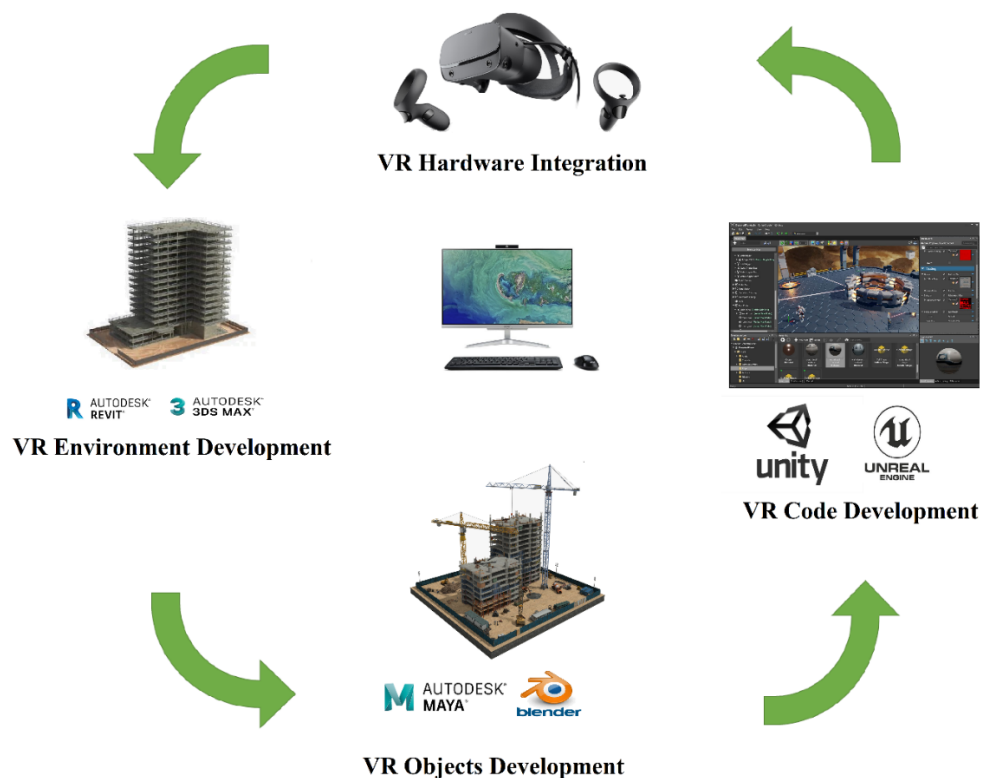 VR Hardware Integration
R AUTODESK® REVIT®
3 AUTODESK® 3DS MAX®
VR Environment Development
unity
U UNREAL ENGINE
VR Code Development
M AUTODESK® MAYA®
blender
VR Objects Development